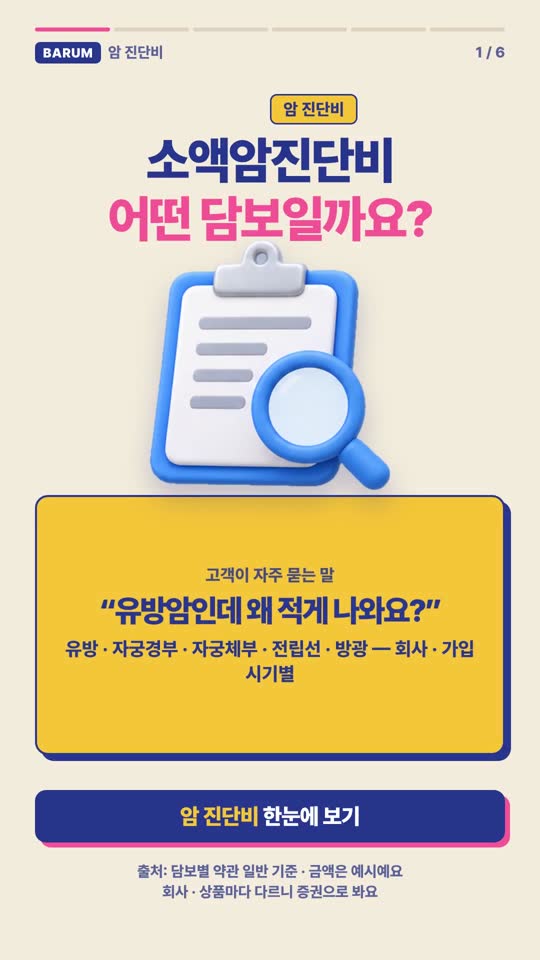 BARUM 암 진단비 1 / 6
암 진단비
소액암진단비
어떤 담보일까요?
고객이 자주 묻는 말
“유방암인데 왜 적게 나와요?”
유방 · 자궁경부 · 자궁체부 · 전립선 · 방광 — 회사 · 가입
시기별
암 진단비 한눈에 보기
출처: 담보별 약관 일반 기준 · 금액은 예시예요
회사 · 상품마다 다르니 증권으로 봐요